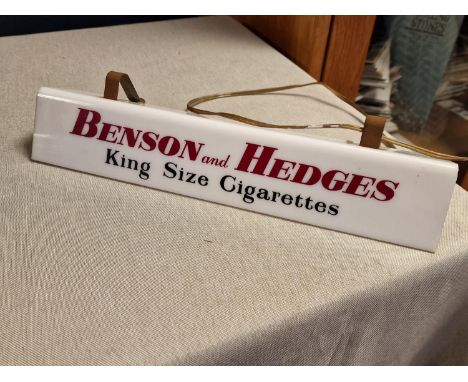 Benson and Hedges
King Size Cigarettes